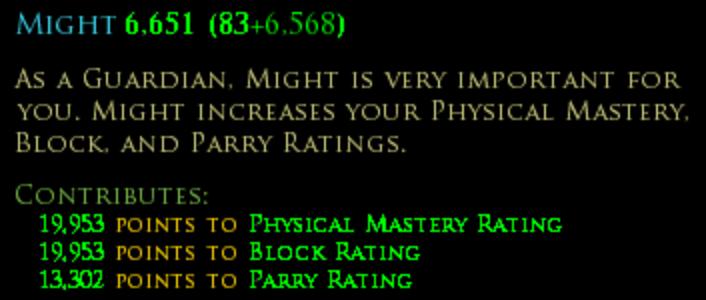 Might 6,651 (83+6,568)
As a Guardian, Might is very important for
you. Might increases your Physical Mastery,
Block, and Parry Ratings.
Contributes:
19,953 points to Physical Mastery Rating
19,953 points to Block Rating
13,302 points to Parry Rating